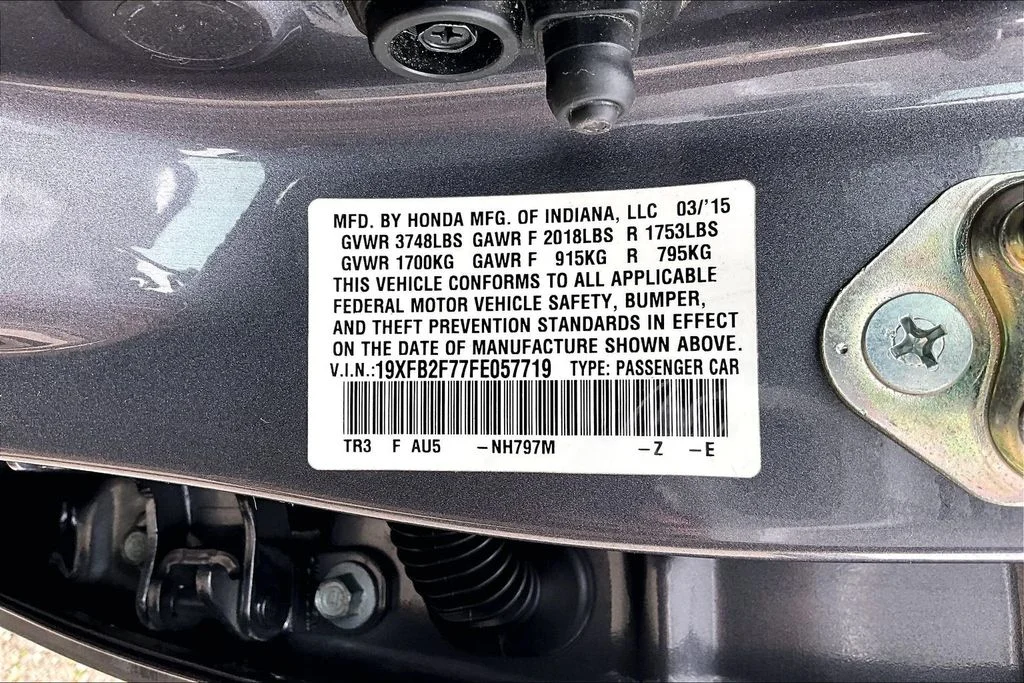 MFD. BY HONDA MFG. OF INDIANA, LLC 03/'15
GVWR 3748LBS GAWR F 2018LBS R 1753LBS
GVWR 1700KG GAWR F 915KG R 795KG
THIS VEHICLE CONFORMS TO ALL APPLICABLE
FEDERAL MOTOR VEHICLE SAFETY, BUMPER,
AND THEFT PREVENTION STANDARDS IN EFFECT
ON THE DATE OF MANUFACTURE SHOWN ABOVE.
V.I.N.:19XFB2F77FE057719 TYPE: PASSENGER CAR
TR3 F AU5 -NH797M -Z -E